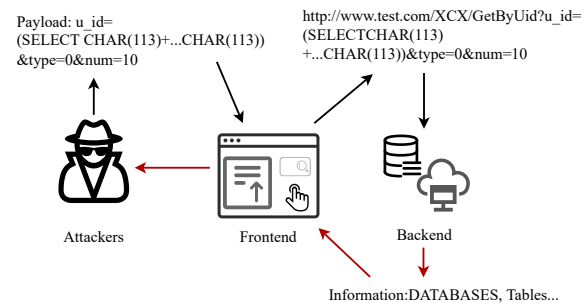 Payload: u_id=
(SELECT CHAR(113)+...CHAR(113))
&type=0&num=10
http://www.test.com/XCX/GetByUid?u_id=
(SELECTCHAR(113)
+...CHAR(113))&type=0&num=10
Attackers
Frontend
Backend
Information:DATABASES, Tables...